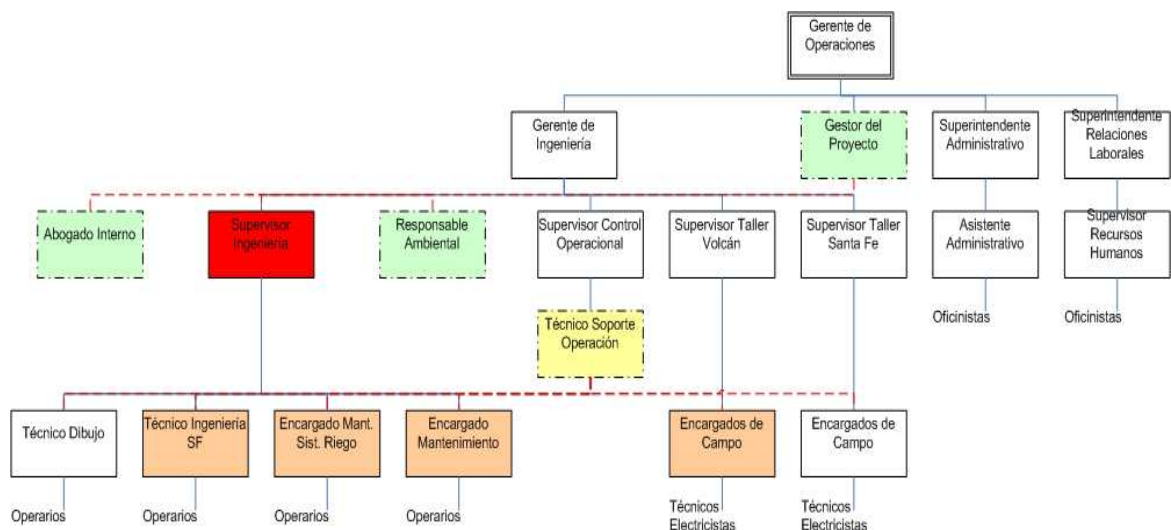 Gerente de
Operaciones
Gerente de
Ingeniería
Gestor del
Proyecto
Superintendente
Administrativo
Superintendente
Relaciones
Laborales
Abogado Interno
Supervisor
Ingeniería
Responsable
Ambiental
Supervisor Control
Operacional
Supervisor Taller
Volcán
Supervisor Taller
Santa Fe
Asistente
Administrativo
Supervisor
Recursos
Humanos
Oficinistas
Oficinistas
Técnico Soporte
Operación
Técnico Dibujo
Técnico Ingeniería
SF
Encargado Mant.
Sist. Riego
Encargado
Mantenimiento
Encargados de
Campo
Encargados de
Campo
Operarios
Operarios
Operarios
Operarios
Técnicos
Electricistas
Técnicos
Electricistas